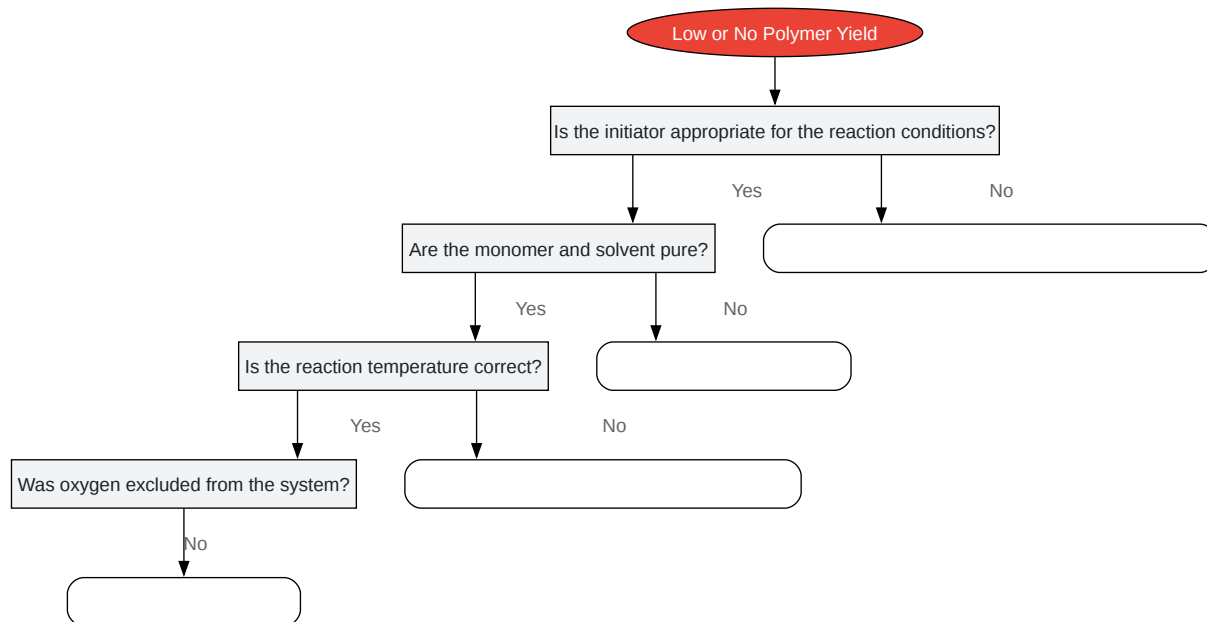 Low or No Polymer Yield
Is the initiator appropriate for the reaction conditions?
Yes
No
Are the monomer and solvent pure?
Yes
No
Is the reaction temperature correct?
Yes
No
Was oxygen excluded from the system?
No